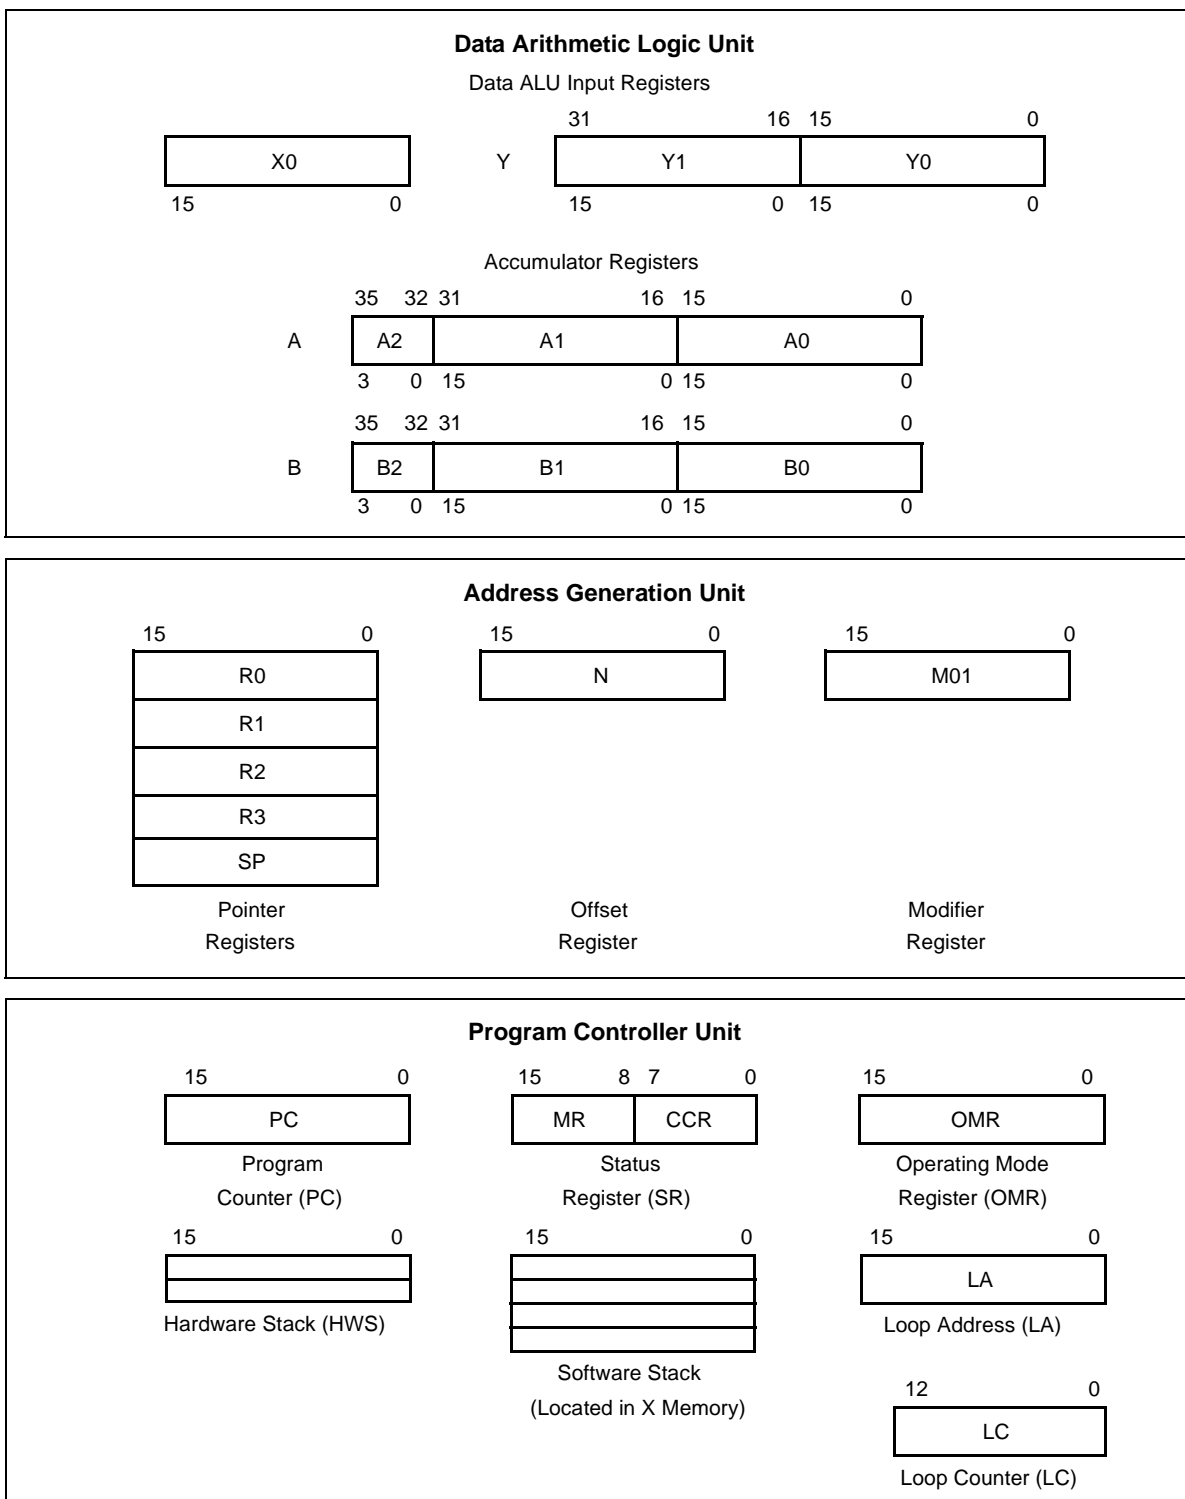 Data Arithmetic Logic Unit
Data ALU Input Registers
31 16 15 0
X0 Y Y1 Y0
15 0 15 0 15 0
Accumulator Registers
35 32 31 16 15 0
A A2 A1 A0
3 0 15 0 15 0
35 32 31 16 15 0
B B2 B1 B0
3 0 15 0 15 0
Address Generation Unit
15 0 15 0 15 0
R0 N M01
R1
R2
R3
SP
Pointer Offset Modifier
Registers Register Register
Program Controller Unit
15 0 15 8 7 0 15 0
PC MR CCR OMR
Program Status Operating Mode
Counter (PC) Register (SR) Register (OMR)
15 0 15 0 15 0
LA
Hardware Stack (HWS) Loop Address (LA)
Software Stack
(Located in X Memory)
12 0
LC
Loop Counter (LC)